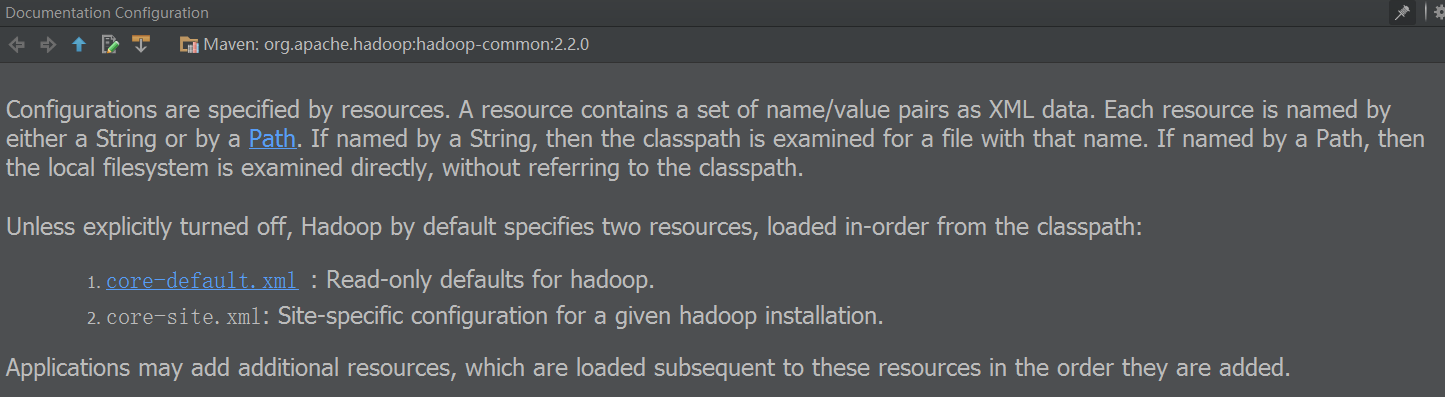 Documentation Configuration
Maven: org.apache.hadoop:hadoop-common:2.2.0
Configurations are specified by resources. A resource contains a set of name/value pairs as XML data. Each resource is named by
either a String or by a Path. If named by a String, then the classpath is examined for a file with that name. If named by a Path, then
the local filesystem is examined directly, without referring to the classpath.
Unless explicitly turned off, Hadoop by default specifies two resources, loaded in-order from the classpath:
1. core-default.xml : Read-only defaults for hadoop.
2. core-site.xml: Site-specific configuration for a given hadoop installation.
Applications may add additional resources, which are loaded subsequent to these resources in the order they are added.